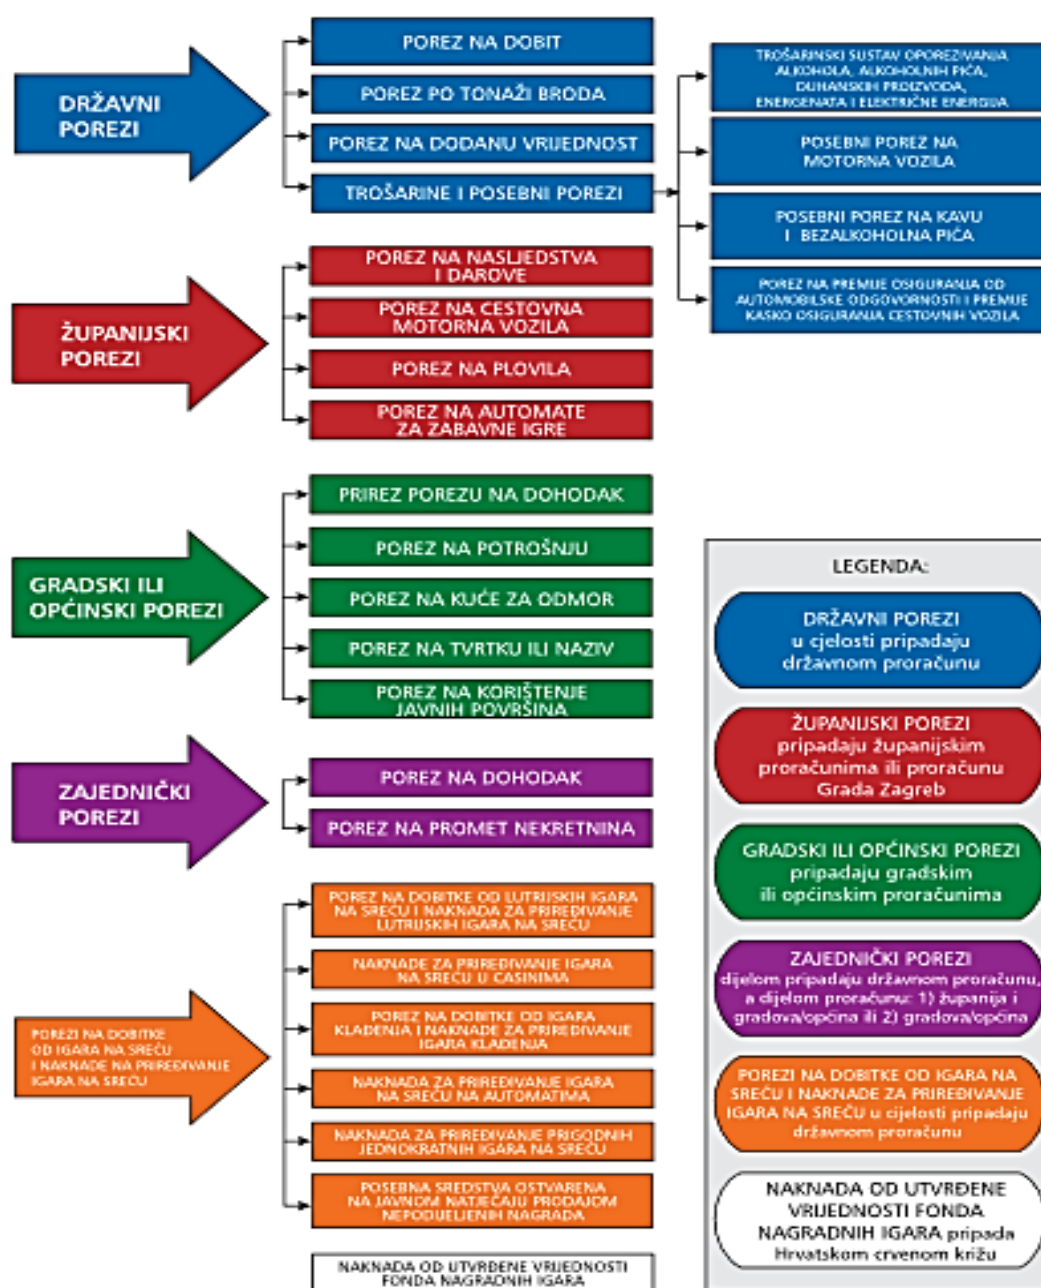 DRŽAVNI
POREZI
POREZ NA DOBIT
POREZ PO TONAŽI BRODA
POREZ NA DODANU VRIJEDNOST
TROŠARINE I POSEBNI POREZI
TROŠARINSKI SUSTAV OPOREZIVANJA
ALKOHOLA, ALKOHOLNIH PIĆA,
DUHANSKIH PROIZVODA,
ENERGENATA I ELEKTRIČNE ENERGIJA
POSEBNI POREZ NA
MOTORNA VOZILA
POSEBNI POREZ NA KAVU
I BEZALKOHOLNA PIĆA
POREZ NA PREMIJE OSIGURANJA OD
AUTOMOBILSKE ODGOVORNOSTI I PREMIJE
KASKO OSIGURANJA CESTOVNIH VOZILA
ŽUPANIJSKI
POREZI
POREZ NA NASLJEDSTVA
I DAROVE
POREZ NA CESTOVNA
MOTORNA VOZILA
POREZ NA PLOVILA
POREZ NA AUTOMATE
ZA ZABAVNE IGRE
GRADSKI ILI
OPĆINSKI POREZI
PRIREZ POREZU NA DOHODAK
POREZ NA POTROŠNJU
POREZ NA KUĆE ZA ODMOR
POREZ NA TVRTKU ILI NAZIV
POREZ NA KORIŠTENJE
JAVNIH POVRŠINA
ZAJEDNIČKI
POREZI
POREZ NA DOHODAK
POREZ NA PROMET NEKRETNINA
POREZI NA DOBITKE
OD IGARA NA SREĆU
I NAKNADE NA PRIREĐIVANJE
IGARA NA SREĆU
POREZ NA DOBITKE OD LUTRIJSKIH IGARA
NA SREĆU I NAKNADA ZA PRIREĐIVANJE
LUTRIJSKIH IGARA NA SREĆU
NAKNADE ZA PRIREĐIVANJE IGARA
NA SREĆU U CASINIMA
POREZ NA DOBITKE OD IGARA
KLAĐENJA I NAKNADE ZA PRIREĐIVANJE
IGARA KLAĐENJA
NAKNADA ZA PRIREĐIVANJE IGARA
NA SREĆU NA AUTOMATIMA
NAKNADA ZA PRIREĐIVANJE PRIGODNIH
JEDNOKRATNIH IGARA NA SREĆU
POSEBNA SREDSTVA OSTVARENA
NA JAVNOM NATJEČAJU PRODAJOM
NEPODIJELJENIH NAGRADA
NAKNADA OD UTVRĐENE VRIJEDNOSTI
FONDA NAGRADNIH IGARA
LEGENDA:
DRŽAVNI POREZI
u cjelosti pripadaju
državnom proračunu
ŽUPANIJSKI POREZI
pripadaju županijskim
proračunima ili proračunu
Grada Zagreb
GRADSKI ILI OPĆINSKI POREZI
pripadaju gradskim
ili općinskim proračunima
ZAJEDNIČKI POREZI
dijelom pripadaju državnom proračunu,
a dijelom proračunu: 1) županija i
gradova/općina ili 2) gradova/općina
POREZI NA DOBITKE OD IGARA NA
SREĆU I NAKNADE ZA PRIREĐIVANJE
IGARA NA SREĆU u cijelosti pripadaju
državnom proračunu
NAKNADA OD UTVRĐENE
VRIJEDNOSTI FONDA
NAGRADNIH IGARA pripada
Hrvatskom crvenom križu